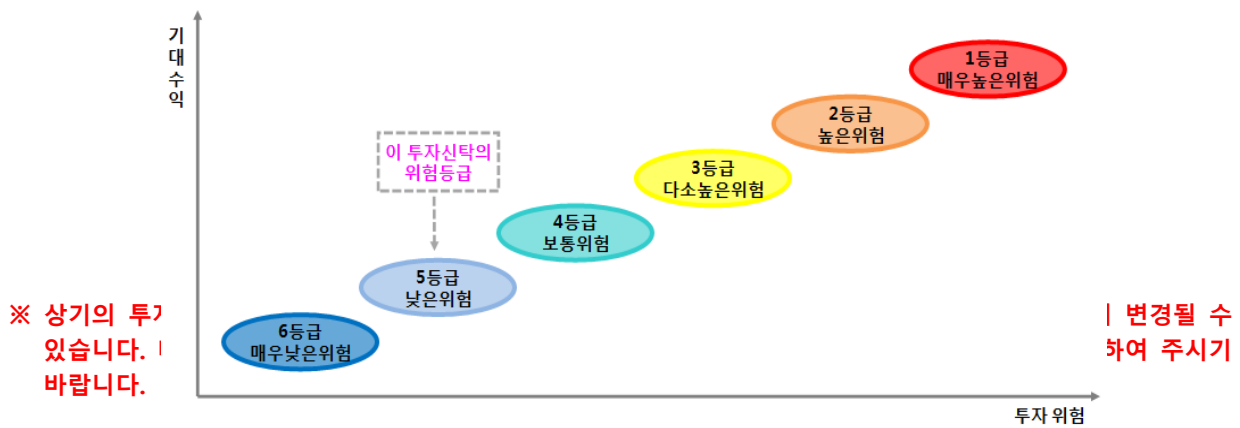 기
대
수
익
1등급
매우높은위험
2등급
높은위험
이 투자신탁의
위험등급
3등급
다소높은위험
4등급
보통위험
5등급
낮은위험
6등급
매우낮은위험
※ 상기의
변경될 수
있습니다.
하여 주시기
바랍니다.
투자 위험